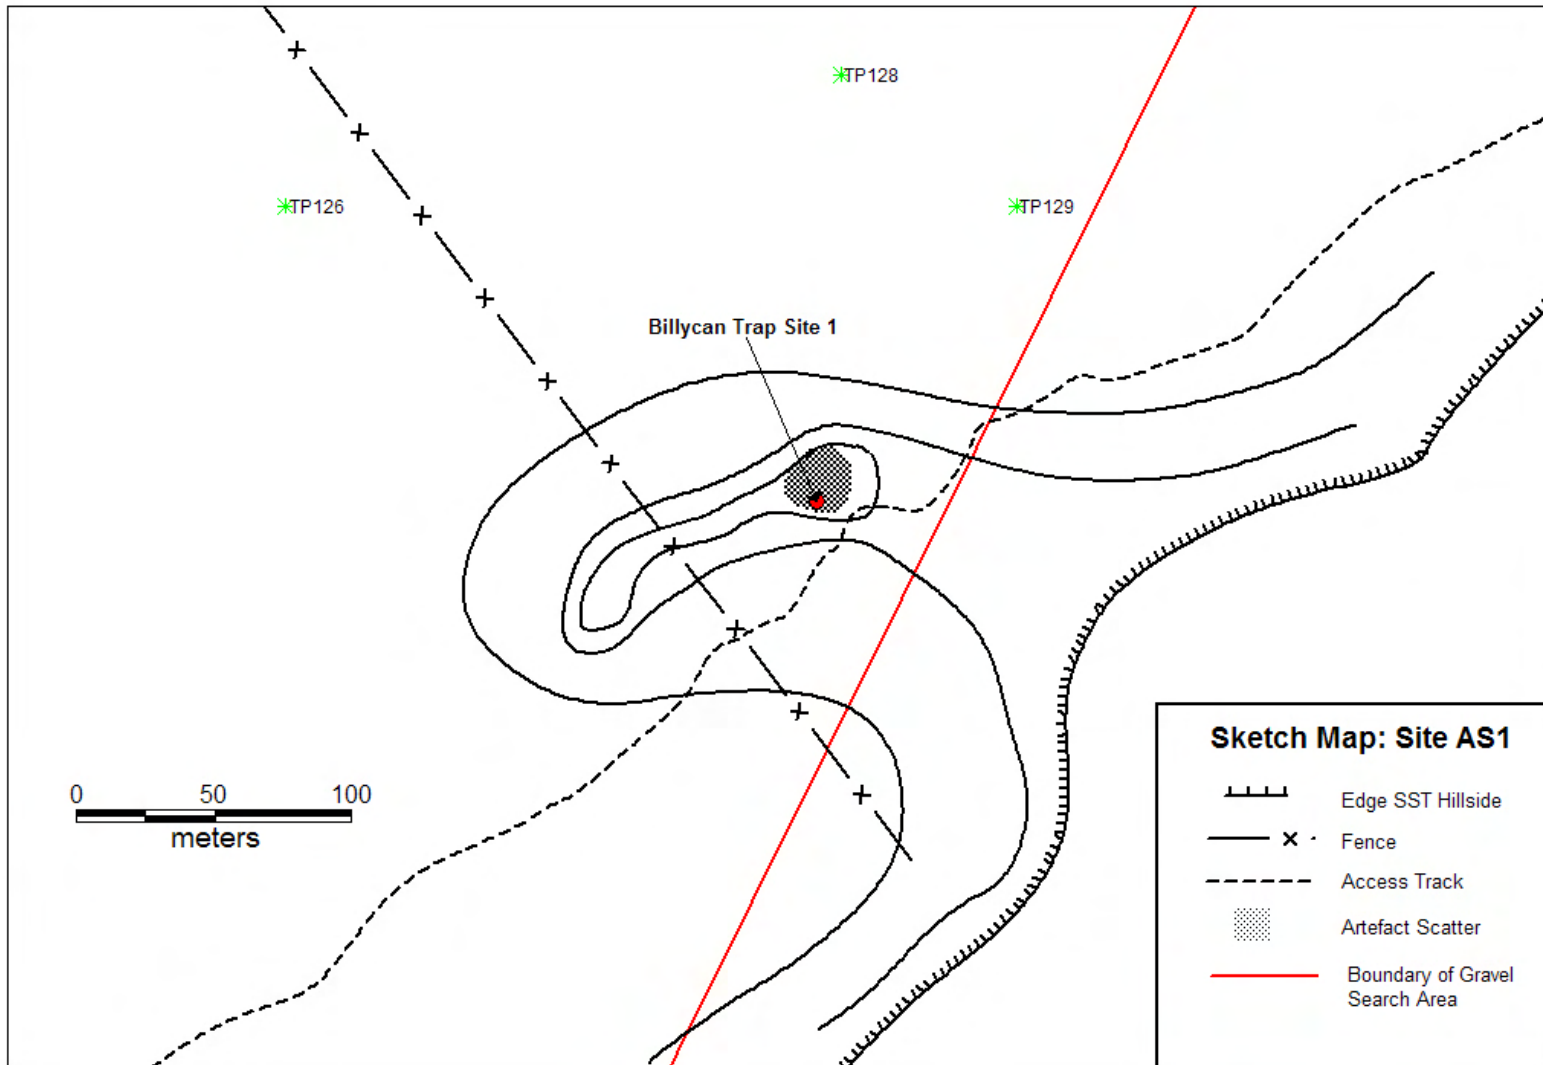 TP128
TP126
TP129
Billycan Trap Site 1
0 50 100
meters
Sketch Map: Site AS1
Edge SST Hillside
Fence
Access Track
Artefact Scatter
Boundary of Gravel
Search Area